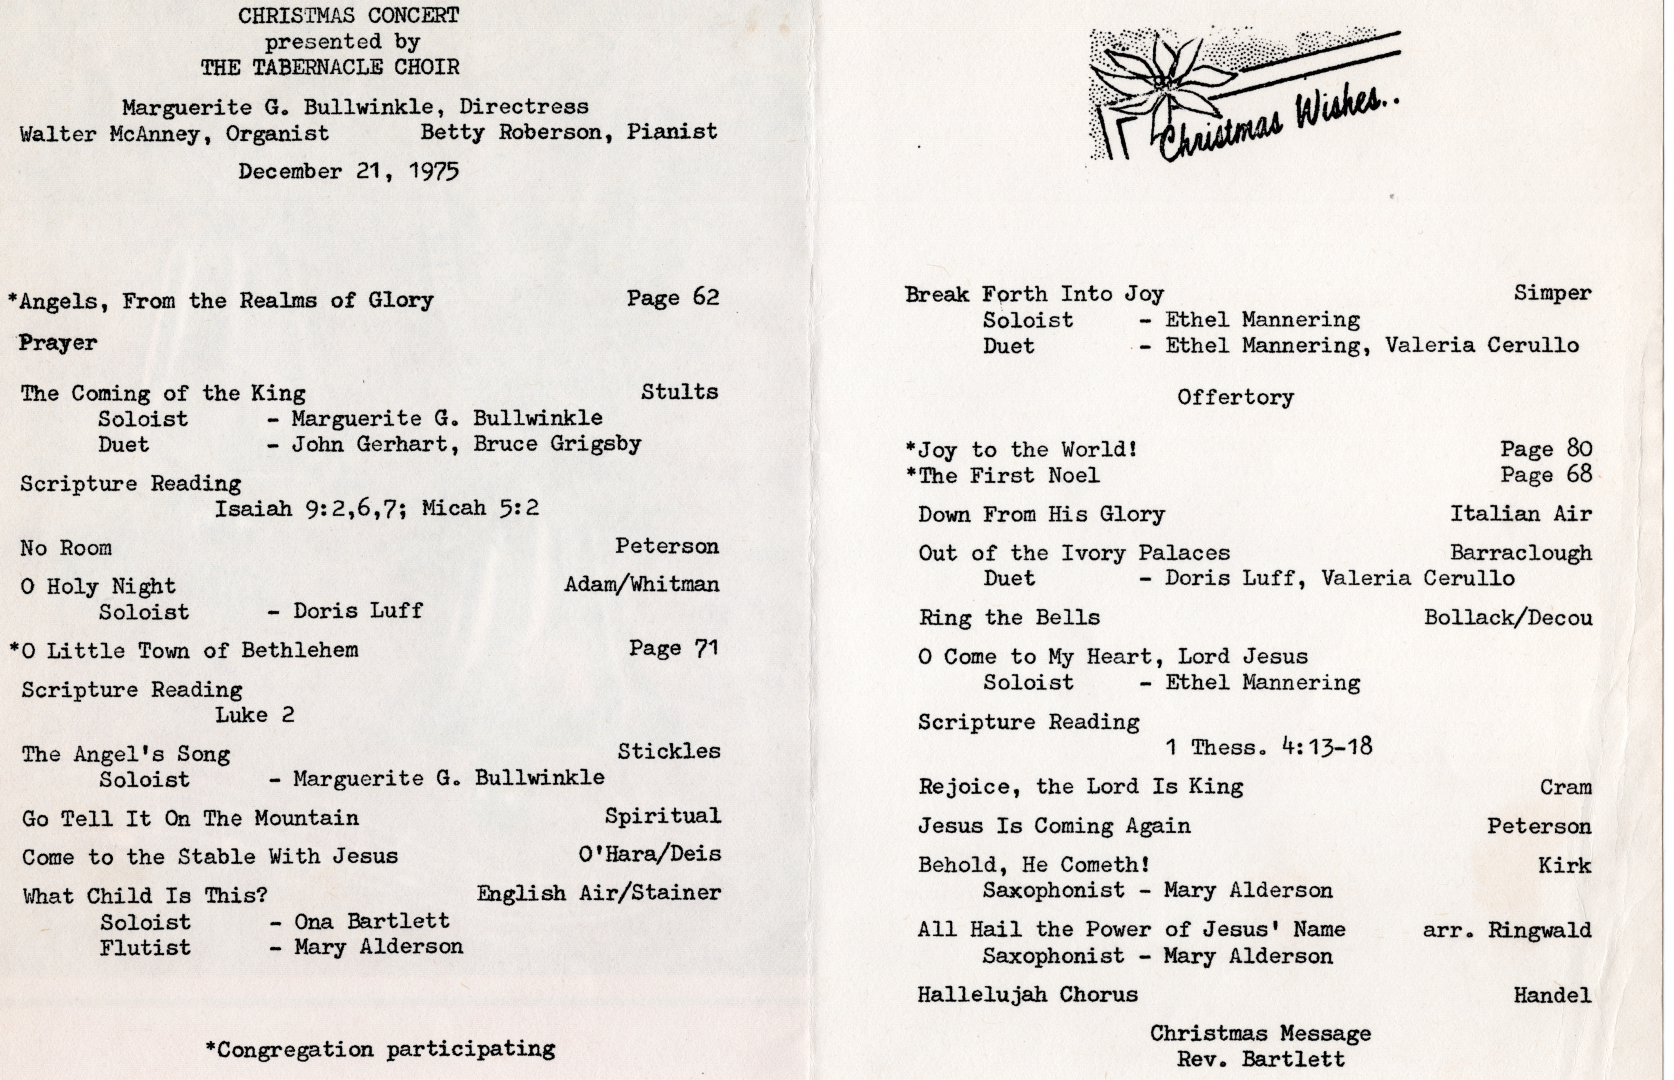 CHRISTMAS CONCERT
presented by
THE TABERNACLE CHOIR
Marguerite G. Bullwinkle, Directress
Walter McAnney, Organist Betty Roberson, Pianist
December 21, 1975
*Angels, From the Realms of Glory Page 62
Prayer
The Coming of the King Stults
Soloist - Marguerite G. Bullwinkle
Duet - John Gerhart, Bruce Grigsby
Scripture Reading
Isaiah 9:2,6,7; Micah 5:2
No Room Peterson
O Holy Night Adam/Whitman
Soloist - Doris Luff
*O Little Town of Bethlehem Page 71
Scripture Reading
Luke 2
The Angel's Song Stickles
Soloist - Marguerite G. Bullwinkle
Go Tell It On The Mountain Spiritual
Come to the Stable With Jesus O'Hara/Deis
What Child Is This? English Air/Stainer
Soloist - Ona Bartlett
Flutist - Mary Alderson
*Congregation participating
Christmas Wishes..
Break Forth Into Joy Simper
Soloist - Ethel Mannering
Duet - Ethel Mannering, Valeria Cerullo
Offertory
*Joy to the World! Page 80
*The First Noel Page 68
Down From His Glory Italian Air
Out of the Ivory Palaces Barraclough
Duet - Doris Luff, Valeria Cerullo
Ring the Bells Bollack/Decou
O Come to My Heart, Lord Jesus
Soloist - Ethel Mannering
Scripture Reading
1 Thess. 4:13-18
Rejoice, the Lord Is King Cram
Jesus Is Coming Again Peterson
Behold, He Cometh! Kirk
Saxophonist - Mary Alderson
All Hail the Power of Jesus' Name arr. Ringwald
Saxophonist - Mary Alderson
Hallelujah Chorus Handel
Christmas Message
Rev. Bartlett